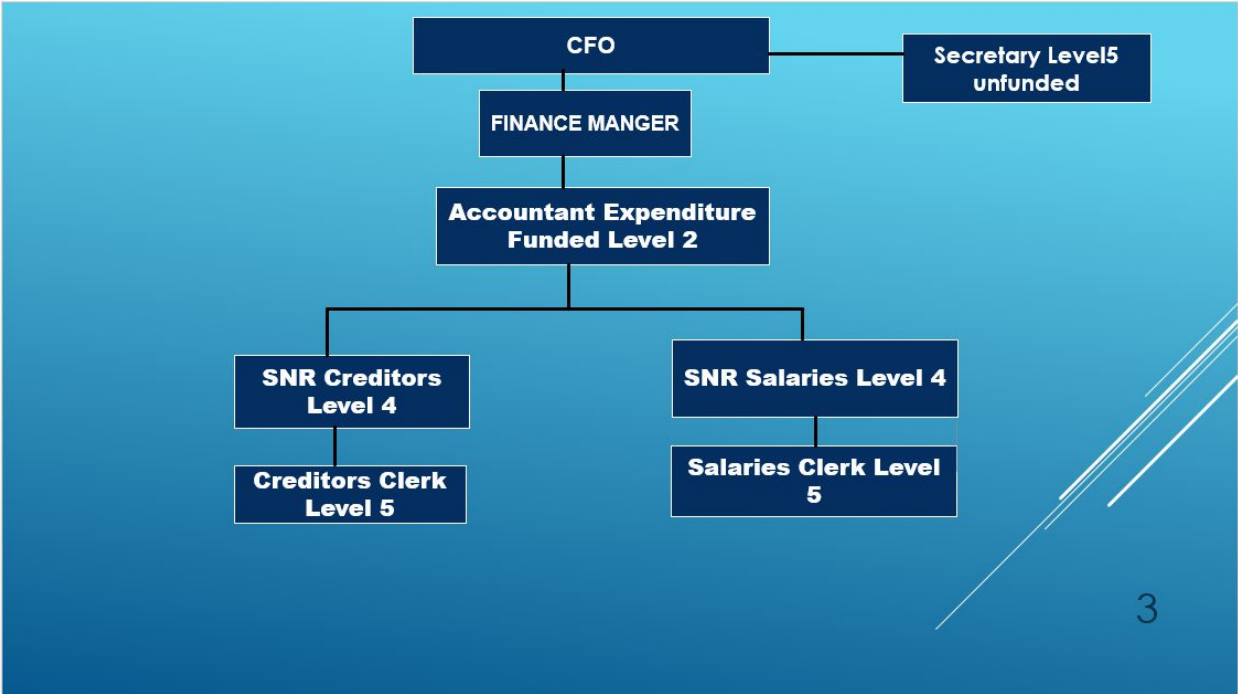 CFO
Secretary Level5
unfunded
FINANCE MANGER
Accountant Expenditure
Funded Level 2
SNR Creditors
Level 4
SNR Salaries Level 4
Creditors Clerk
Level 5
Salaries Clerk Level
5
3